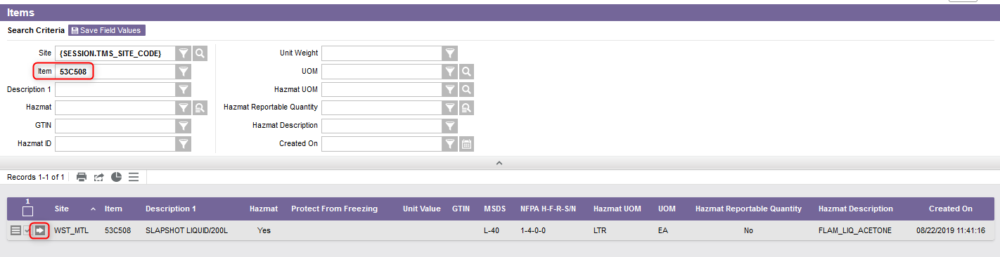 Items
Search Criteria Save Field Values
Site {SESSION.TMS_SITE_CODE} Unit Weight
Item 53C508 UOM
Description 1 Hazmat UOM
Hazmat Hazmat Reportable Quantity
GTIN Hazmat Description
Hazmat ID Created On
Records 1-1 of 1
1 Site Item Description 1 Hazmat Protect From Freezing Unit Value GTIN MSDS NFPA H-F-R-S/N Hazmat UOM UOM Hazmat Reportable Quantity Hazmat Description Created On
WST_MTL 53C508 SLAPSHOT LIQUID/200L Yes L-40 1-4-0-0 LTR EA No FLAM_LIQ_ACETONE 08/22/2019 11:41:16